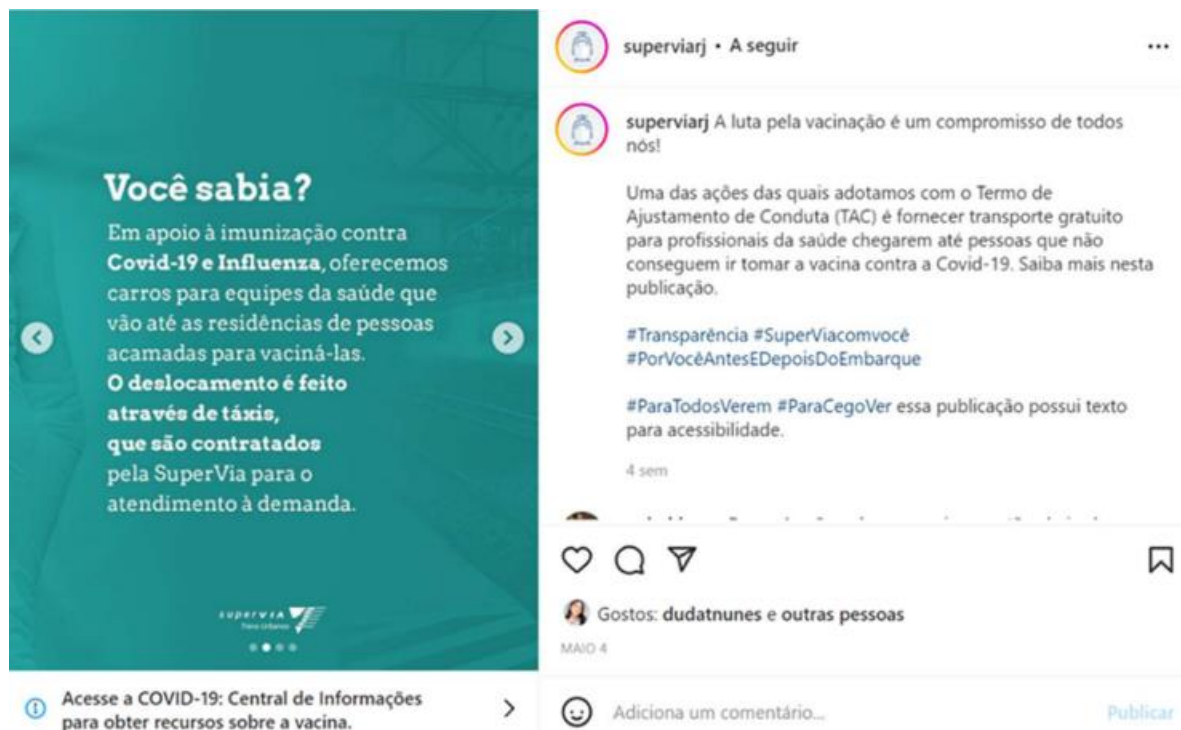 Você sabia?
Em apoio à imunização contra
Covid-19 e Influenza, oferecemos
carros para equipes da saúde que
vão até as residências de pessoas
acamadas para vaciná-las.
O deslocamento é feito
através de táxis,
que são contratados
pela SuperVia para o
atendimento à demanda.
SUPERVIA
Trens Urbanos
Acesse a COVID-19: Central de Informações
para obter recursos sobre a vacina.
superviarj • A seguir
superviarj A luta pela vacinação é um compromisso de todos
nós!
Uma das ações das quais adotamos com o Termo de
Ajustamento de Conduta (TAC) é fornecer transporte gratuito
para profissionais da saúde chegarem até pessoas que não
conseguem ir tomar a vacina contra a Covid-19. Saiba mais nesta
publicação.
#Transparência #SuperViacomvocê
#PorVocêAntesEDepoisDoEmbarque
#ParaTodosVerem #ParaCegoVer essa publicação possui texto
para acessibilidade.
4 sem
Gostos: dudatnunes e outras pessoas
MAIO 4
Adiciona um comentário...
Publicar